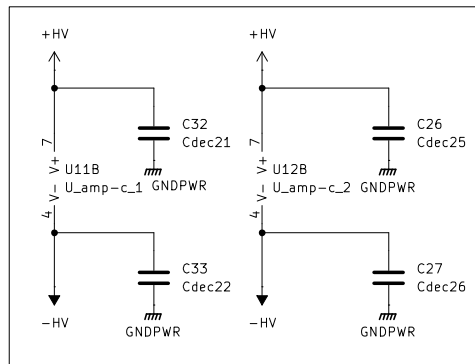 +HV
+HV
C32
Cdec21
C26
Cdec25
7
V+
U11B
U_amp-c_1
V-
4
GNDPWR
7
V+
U12B
U_amp-c_2
V-
4
GNDPWR
C33
Cdec22
C27
Cdec26
-HV
GNDPWR
-HV
GNDPWR